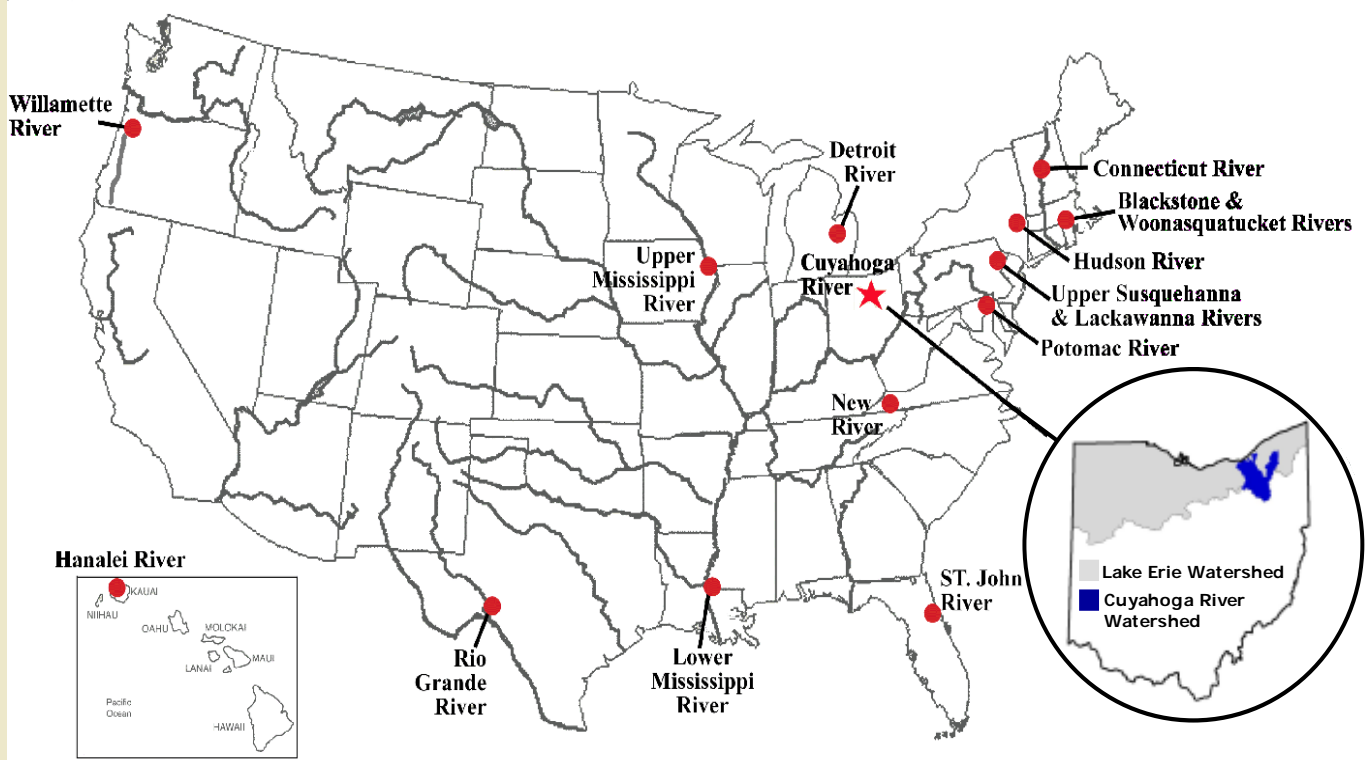 Willamette
River
Detroit
River
Connecticut River
Blackstone &
Woonasquatucket Rivers
Upper
Mississippi
River
Cuyahoga
River
Hudson River
Upper Susquehanna
& Lackawanna Rivers
Potomac River
New
River
Hanalei River
KAUAI
NIIHAU
OAHU
MOLOKAI
LANAI
MAUI
Pacific
Ocean
HAWAII
Rio
Grande
River
Lower
Mississippi
River
ST. John
River
Lake Erie Watershed
Cuyahoga River
Watershed